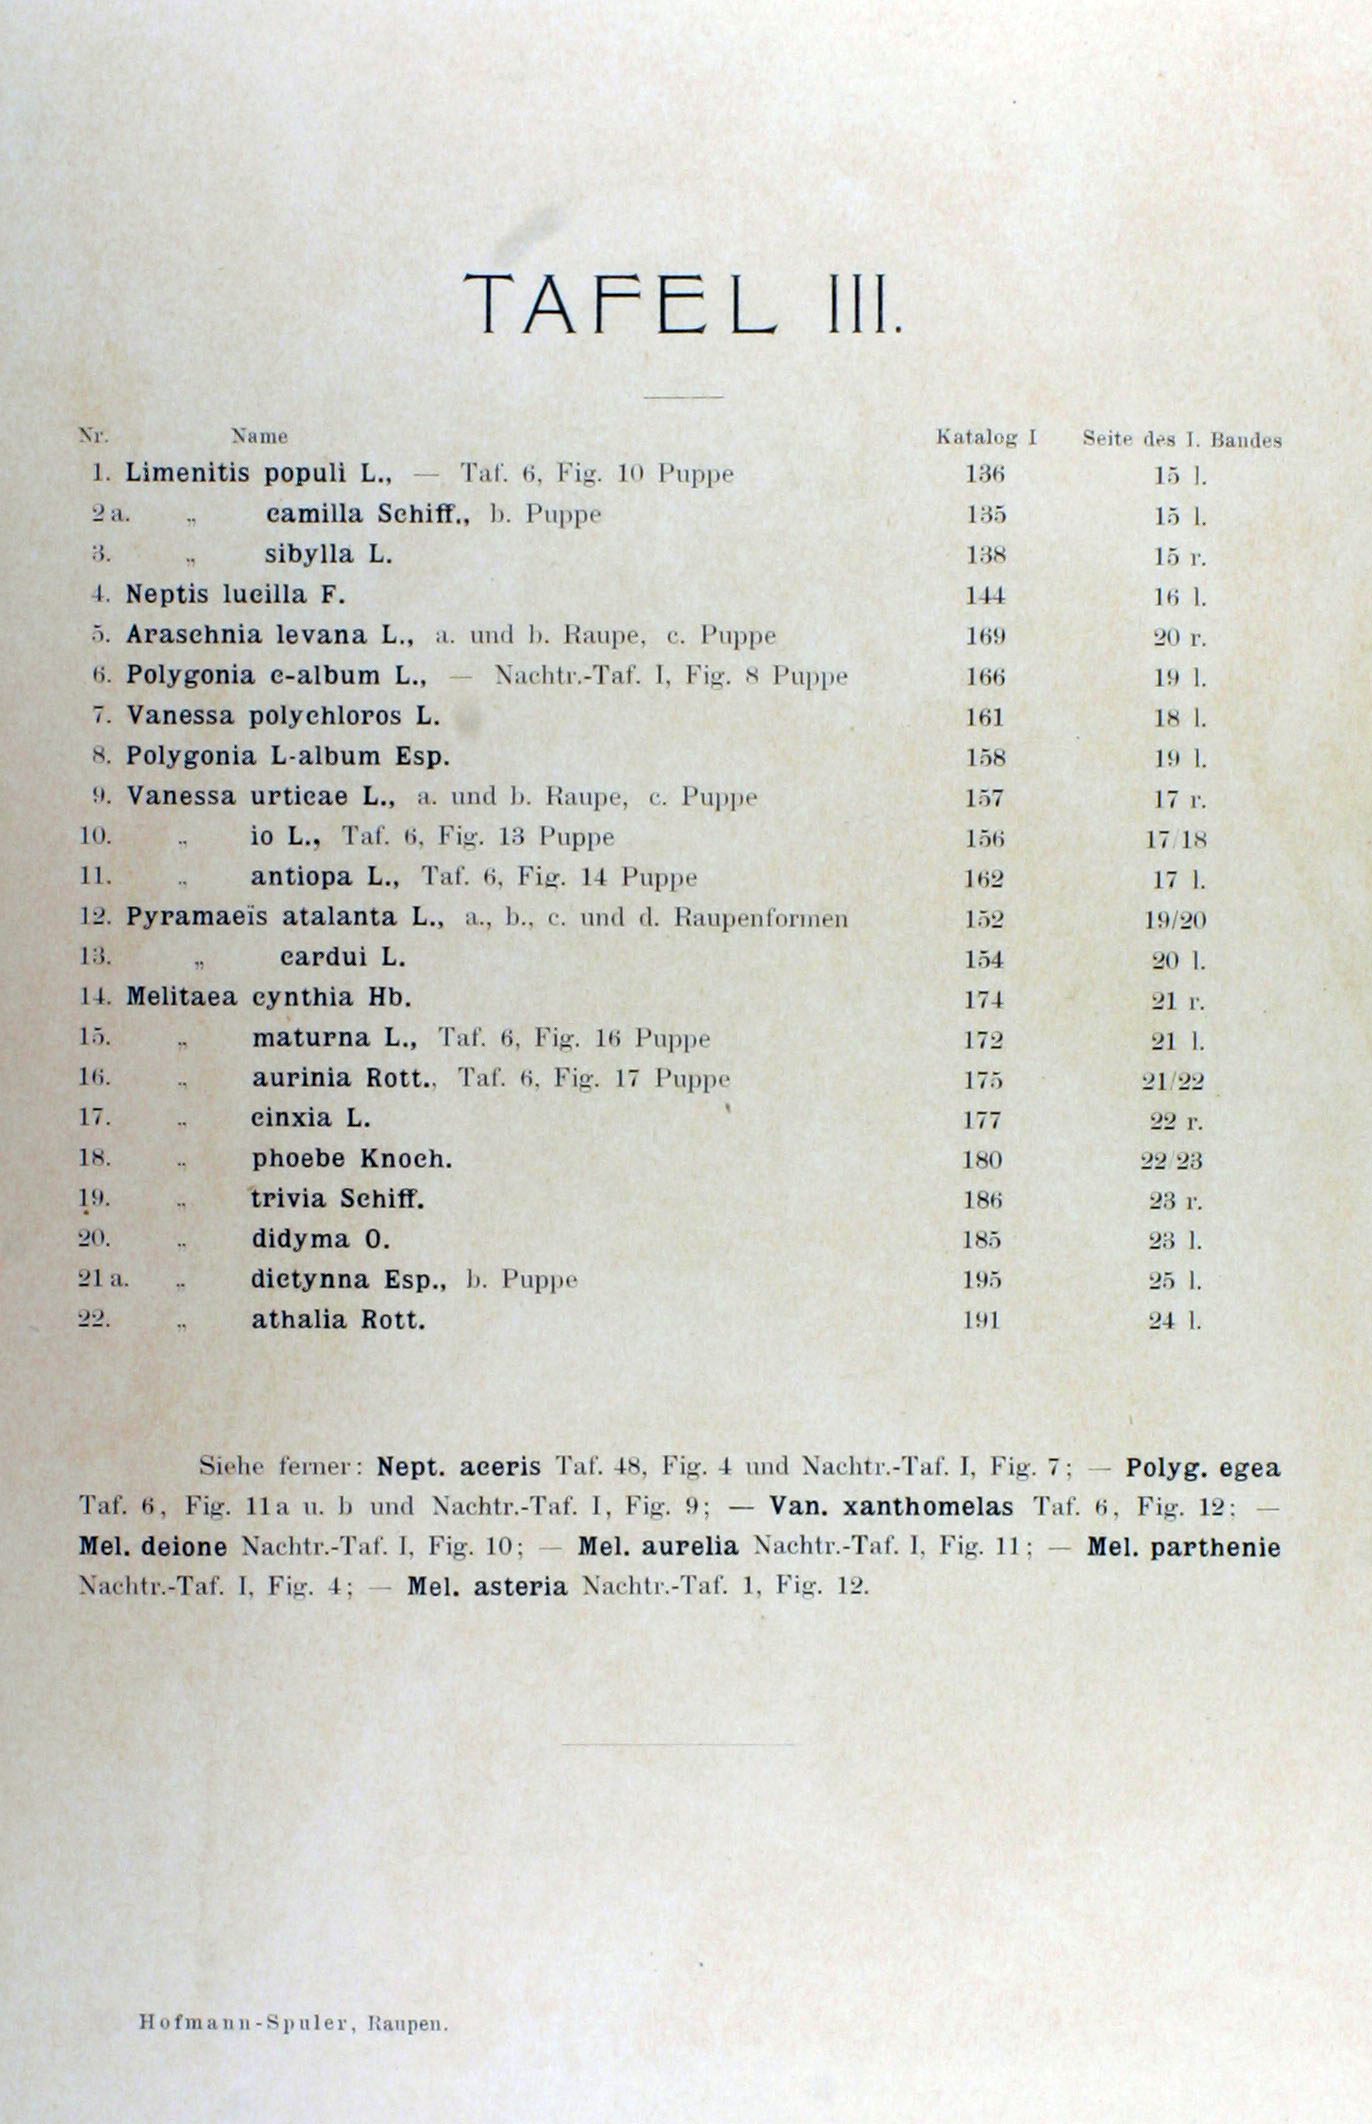 TAFEL III.
Nr. Name Katalog I Seite des I. Bandes
1. Limenitis populi L., — Taf. 6, Fig. 10 Puppe 136 15 l.
2a. „ camilla Schiff., b. Puppe 135 15 l.
3. „ sibylla L. 138 15 r.
4. Neptis lucilla F. 144 16 l.
5. Araschnia levana L., a. und b. Raupe, c. Puppe 169 20 r.
6. Polygonia c-album L., — Nachtr.-Taf. I, Fig. 8 Puppe 166 19 l.
7. Vanessa polychloros L. 161 18 l.
8. Polygonia L-album Esp. 158 19 l.
9. Vanessa urticae L., a. und b. Raupe, c. Puppe 157 17 r.
10. „ io L., Taf. 6, Fig. 13 Puppe 156 17/18
11. „ antiopa L., Taf. 6, Fig. 14 Puppe 162 17 l.
12. Pyramaeïs atalanta L., a., b., c. und d. Raupenformen 152 19/20
13. „ cardui L. 154 20 l.
14. Melitaea cynthia Hb. 174 21 r.
15. „ maturna L., Taf. 6, Fig. 16 Puppe 172 21 l.
16. „ aurinia Rott., Taf. 6, Fig. 17 Puppe 175 21/22
17. „ cinxia L. 177 22 r.
18. „ phoebe Knoch. 180 22/23
19. „ trivia Schiff. 186 23 r.
20. „ didyma O. 185 23 l.
21a. „ dictynna Esp., b. Puppe 195 25 l.
22. „ athalia Rott. 191 24 l.
Siehe ferner: Nept. aceris Taf. 48, Fig. 4 und Nachtr.-Taf. I, Fig. 7; — Polyg. egea
Taf. 6, Fig. 11a u. b und Nachtr.-Taf. I, Fig. 9; — Van. xanthomelas Taf. 6, Fig. 12; —
Mel. deione Nachtr.-Taf. I, Fig. 10; — Mel. aurelia Nachtr.-Taf. I, Fig. 11; — Mel. parthenie
Nachtr.-Taf. I, Fig. 4; — Mel. asteria Nachtr.-Taf. 1, Fig. 12.
Hofmann-Spuler, Raupen.